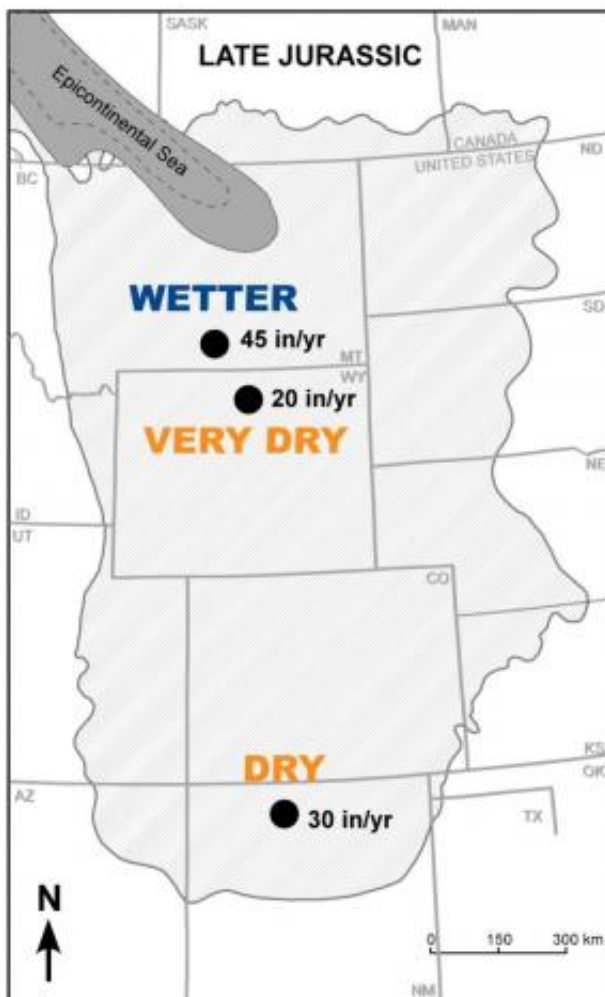 SASK
MAN
LATE JURASSIC
Epicontinental Sea
CANADA
UNITED STATES
ND
BC
WETTER
SD
45 in/yr
MT
WY
20 in/yr
VERY DRY
NE
ID
UT
CO
DRY
KS
OK
AZ
30 in/yr
TX
N
0 150 300 km
NM